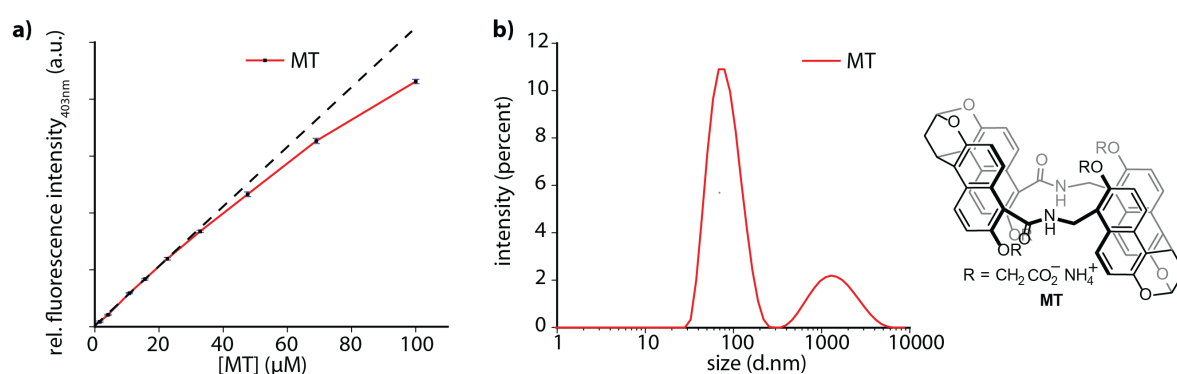 a)
rel. fluorescence intensity403nm (a.u.)
MT
0
20
40
60
80
100
[MT] (µM)
b)
intensity (percent)
12
10
8
6
4
2
0
MT
1
10
100
1000
10000
size (d.nm)
O
O
RO
RO
O
N
H
H
N
O
O
OR
R
O
O
R = CH2CO2− NH4+
MT